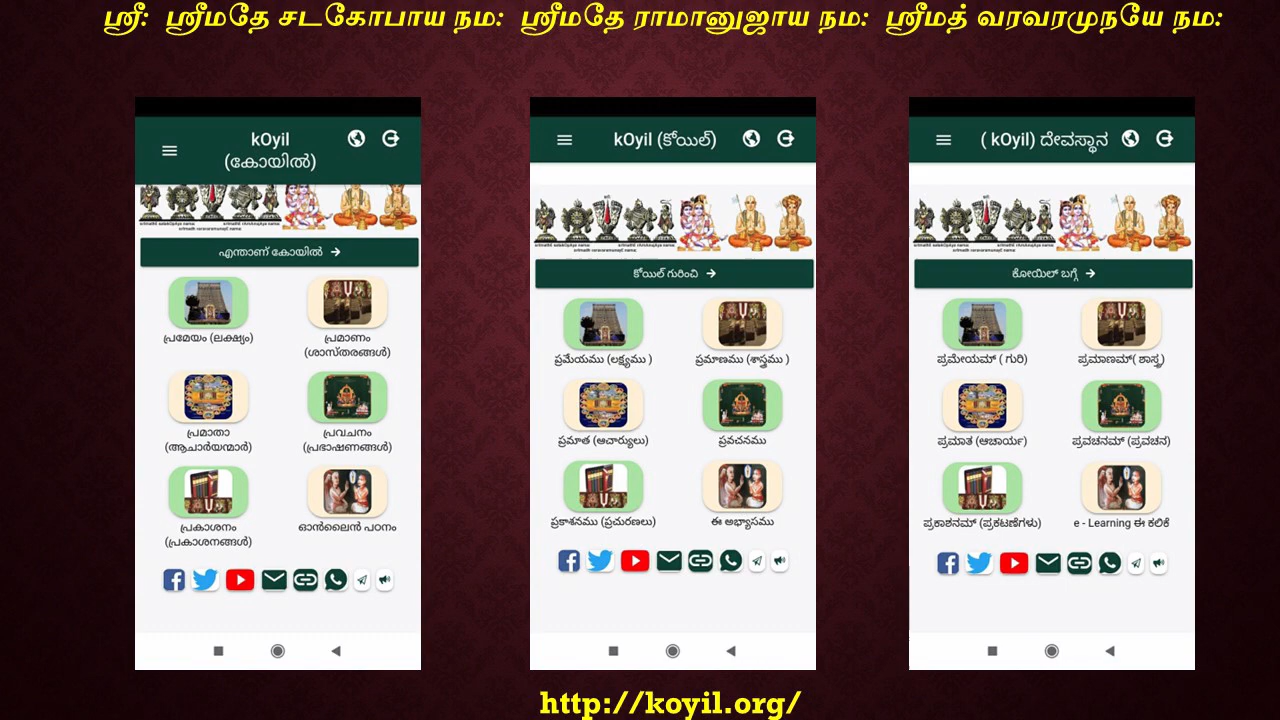 ஸ்ரீ: ஸ்ரீமதே சடகோபாய நம: ஸ்ரீமதே ராமானுஜாய நம: ஸ்ரீமத் வரவரமுநயே நம:
kOyil
(കോയിൽ)
എന്താണ് കോയിൽ
പ്രമേയം (ലക്ഷ്യം)
പ്രമാണം
(ശാസ്തരങ്ങൾ)
പ്രമാതാ
(ആചാര്യന്മാർ)
പ്രവചനം
(പ്രഭാഷണങ്ങൾ)
പ്രകാശനം
(പ്രകാശനങ്ങൾ)
ഓൺലൈൻ പഠനം
kOyil (కోయిల్)
కోయిల్ గురించి
ప్రమేయము (లక్ష్యము )
ప్రమాణము (శాస్త్రము )
ప్రమాత (ఆచార్యులు)
ప్రవచనము
ప్రకాశనము (ప్రచురణలు)
ఈ అభ్యాసము
( kOyil) ದೇವಸ್ಥಾನ
ಕೋಯಿಲ್ ಬಗ್ಗೆ
ಪ್ರಮೇಯಮ್ ( ಗುರಿ)
ಪ್ರಮಾಣಮ್( ಶಾಸ್ತ್ರ)
ಪ್ರಮಾತ (ಆಚಾರ್ಯ)
ಪ್ರವಚನಮ್ (ಪ್ರವಚನ)
ಪ್ರಕಾಶನಮ್ (ಪ್ರಕಟಣೆಗಳು)
e - Learning ಈ ಕಲಿಕೆ
http://koyil.org/